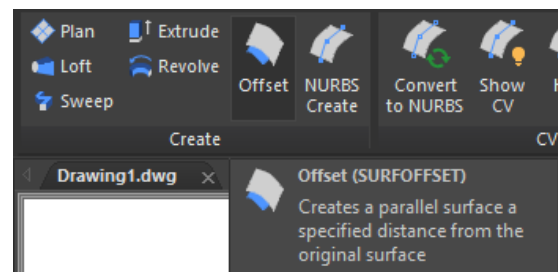 Plan
Extrude
Loft
Revolve
Sweep
Offset
NURBS
Create
Convert
to NURBS
Show
CV
Create
CV
Drawing1.dwg
Offset (SURFOFFSET)
Creates a parallel surface a
specified distance from the
original surface